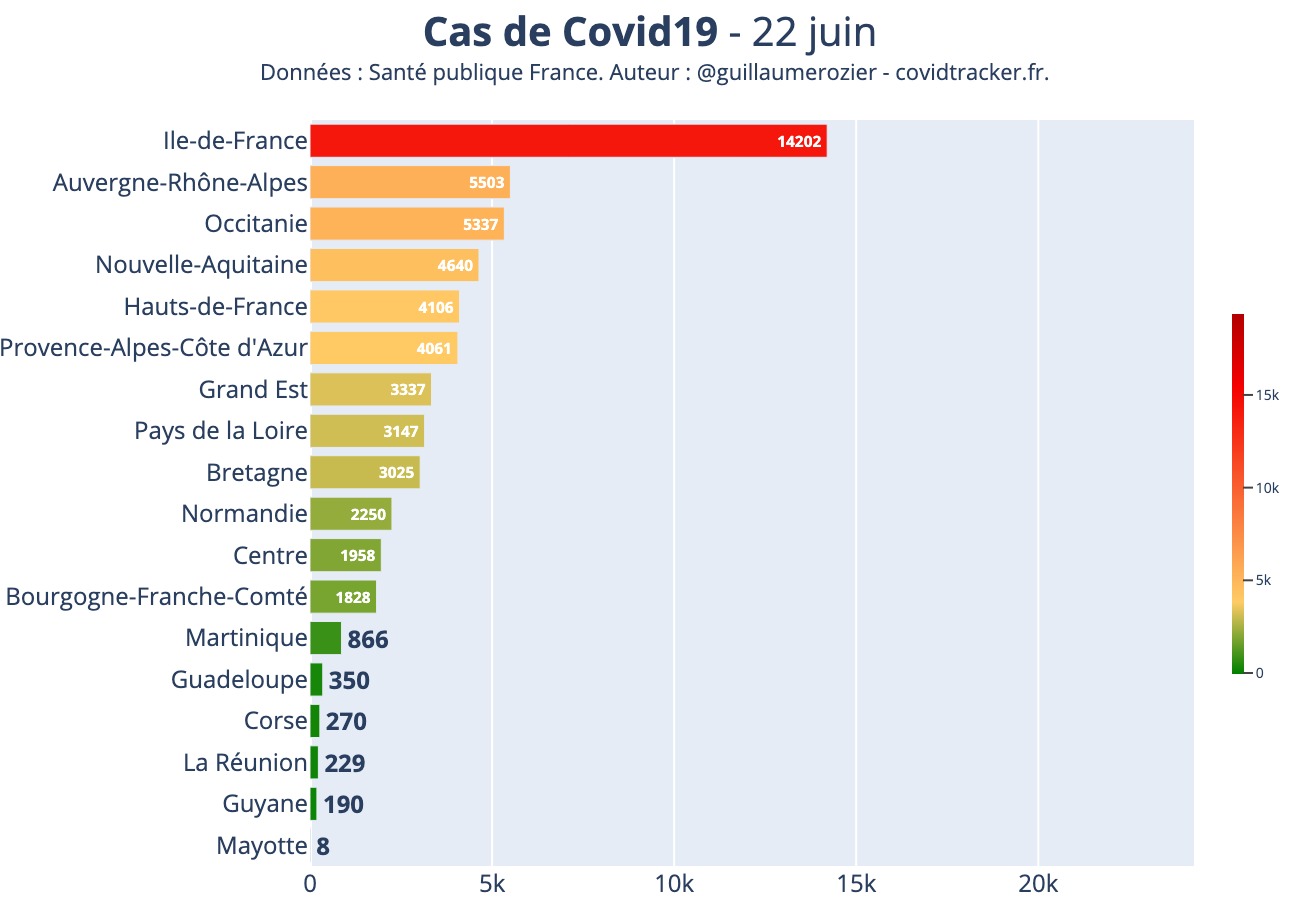 Cas de Covid19 - 22 juin
Données : Santé publique France. Auteur : @guillaumerozier - covidtracker.fr.
Ile-de-France 14202
Auvergne-Rhône-Alpes 5503
Occitanie 5337
Nouvelle-Aquitaine 4640
Hauts-de-France 4106
Provence-Alpes-Côte d'Azur 4061
Grand Est 3337
Pays de la Loire 3147
Bretagne 3025
Normandie 2250
Centre 1958
Bourgogne-Franche-Comté 1828
Martinique 866
Guadeloupe 350
Corse 270
La Réunion 229
Guyane 190
Mayotte 8
0 5k 10k 15k 20k
15k
10k
5k
0